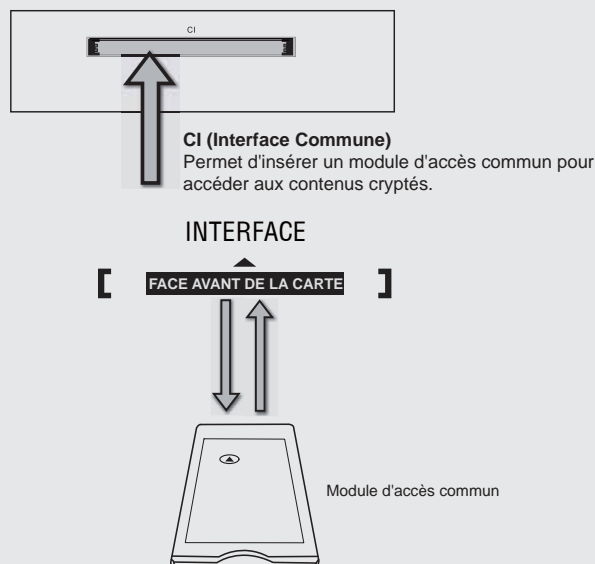 CI
CI (Interface Commune)
Permet d'insérer un module d'accès commun pour
accéder aux contenus cryptés.
INTERFACE
FACE AVANT DE LA CARTE
Module d'accès commun